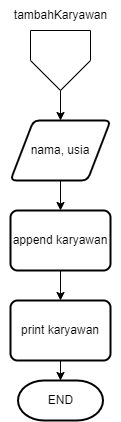 tambahKaryawan
nama, usia
append karyawan
print karyawan
END